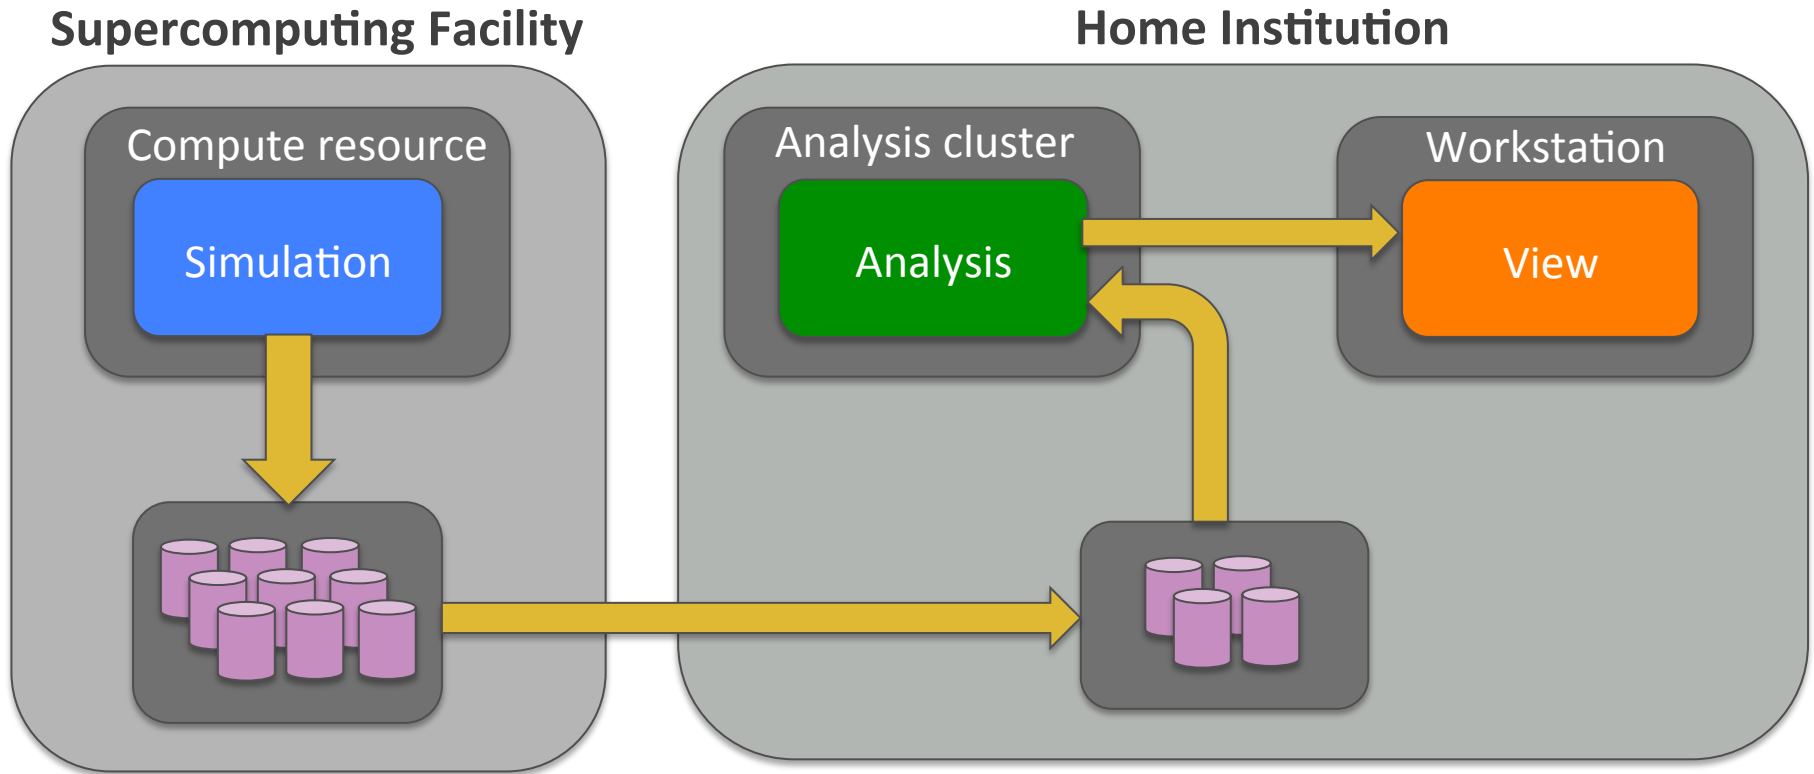 Supercomputing Facility
Home Institution
Compute resource
Simulation
Analysis cluster
Analysis
Workstation
View